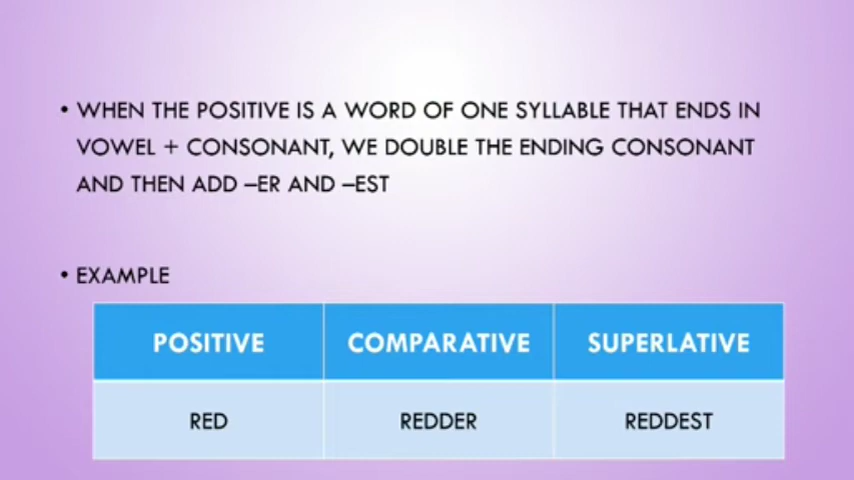 • WHEN THE POSITIVE IS A WORD OF ONE SYLLABLE THAT ENDS IN
VOWEL + CONSONANT, WE DOUBLE THE ENDING CONSONANT
AND THEN ADD –ER AND –EST
• EXAMPLE
POSITIVE COMPARATIVE SUPERLATIVE
RED REDDER REDDEST